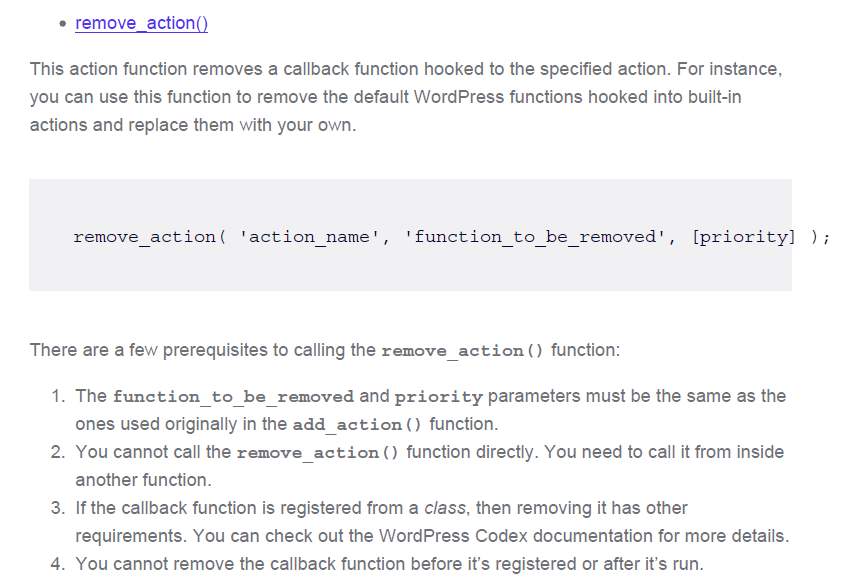 remove_action()
This action function removes a callback function hooked to the specified action. For instance,
you can use this function to remove the default WordPress functions hooked into built-in
actions and replace them with your own.
remove_action( 'action_name', 'function_to_be_removed', [priority] );
There are a few prerequisites to calling the remove_action() function:
1. The function_to_be_removed and priority parameters must be the same as the
ones used originally in the add_action() function.
2. You cannot call the remove_action() function directly. You need to call it from inside
another function.
3. If the callback function is registered from a class, then removing it has other
requirements. You can check out the WordPress Codex documentation for more details.
4. You cannot remove the callback function before it’s registered or after it’s run.